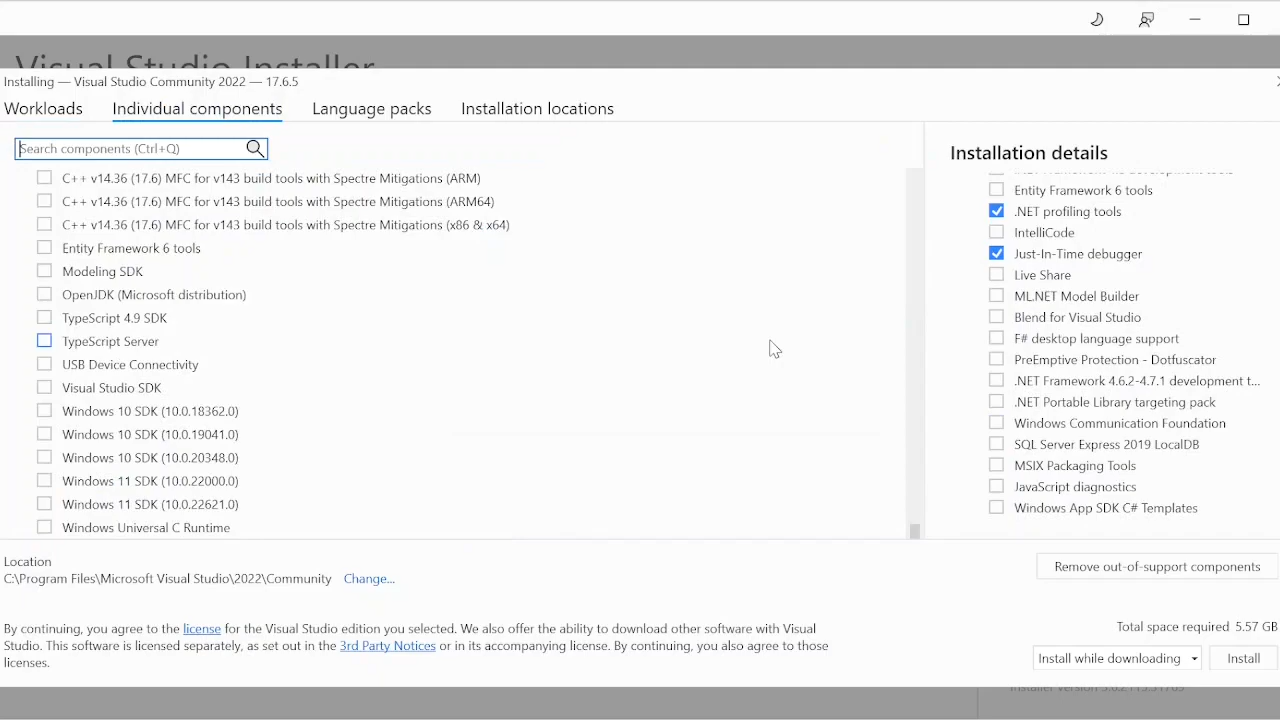 Visual Studio Installer
Installing — Visual Studio Community 2022 — 17.6.5
Workloads
Individual components
Language packs
Installation locations
Search components (Ctrl+Q)
C++ v14.36 (17.6) MFC for v143 build tools with Spectre Mitigations (ARM)
C++ v14.36 (17.6) MFC for v143 build tools with Spectre Mitigations (ARM64)
C++ v14.36 (17.6) MFC for v143 build tools with Spectre Mitigations (x86 & x64)
Entity Framework 6 tools
Modeling SDK
OpenJDK (Microsoft distribution)
TypeScript 4.9 SDK
TypeScript Server
USB Device Connectivity
Visual Studio SDK
Windows 10 SDK (10.0.18362.0)
Windows 10 SDK (10.0.19041.0)
Windows 10 SDK (10.0.20348.0)
Windows 11 SDK (10.0.22000.0)
Windows 11 SDK (10.0.22621.0)
Windows Universal C Runtime
Installation details
Entity Framework 6 tools
.NET profiling tools
IntelliCode
Just-In-Time debugger
Live Share
ML.NET Model Builder
Blend for Visual Studio
F# desktop language support
PreEmptive Protection - Dotfuscator
.NET Framework 4.6.2-4.7.1 development t...
.NET Portable Library targeting pack
Windows Communication Foundation
SQL Server Express 2019 LocalDB
MSIX Packaging Tools
JavaScript diagnostics
Windows App SDK C# Templates
Location
C:\Program Files\Microsoft Visual Studio\2022\Community Change...
Remove out-of-support components
By continuing, you agree to the license for the Visual Studio edition you selected. We also offer the ability to download other software with Visual
Studio. This software is licensed separately, as set out in the 3rd Party Notices or in its accompanying license. By continuing, you also agree to those
licenses.
Total space required 5.57 GB
Install while downloading
Install